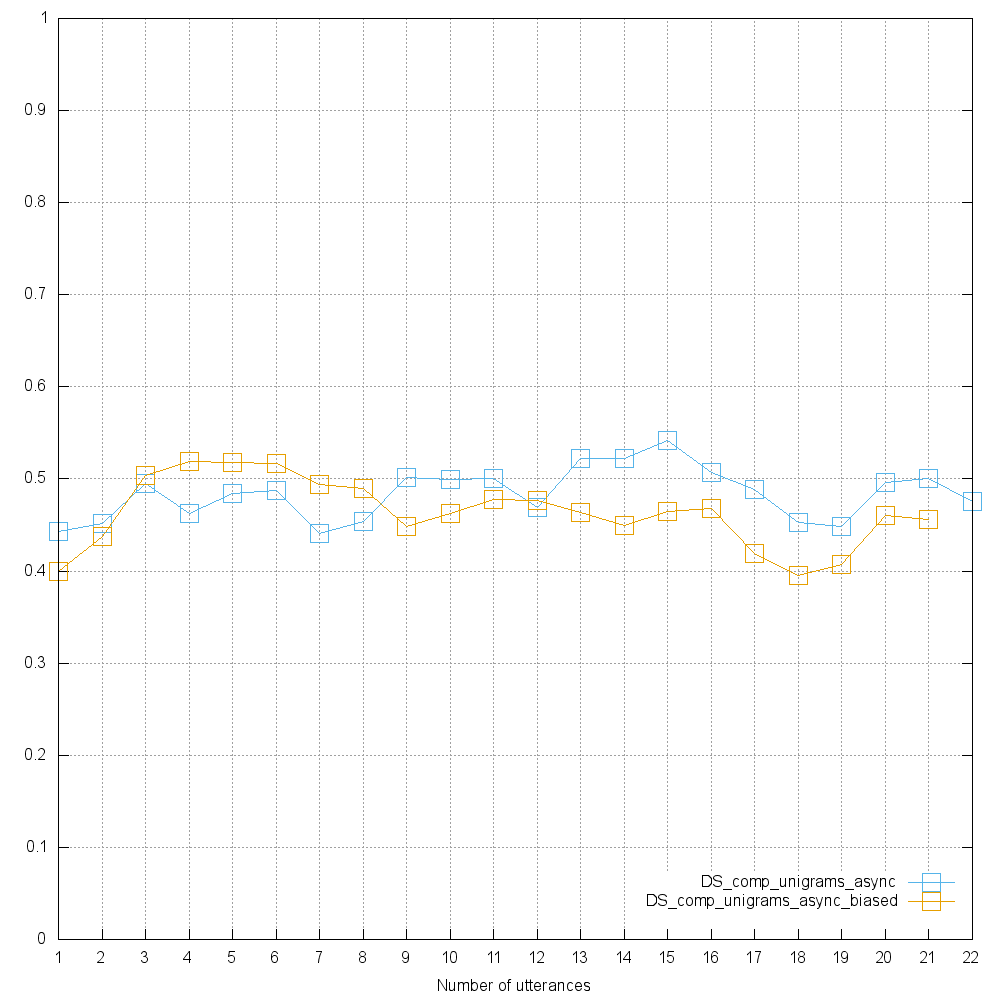 1
0.9
0.8
0.7
0.6
0.5
0.4
0.3
0.2
0.1
0
DS_comp_unigrams_async
DS_comp_unigrams_async_biased
1 2 3 4 5 6 7 8 9 10 11 12 13 14 15 16 17 18 19 20 21 22
Number of utterances